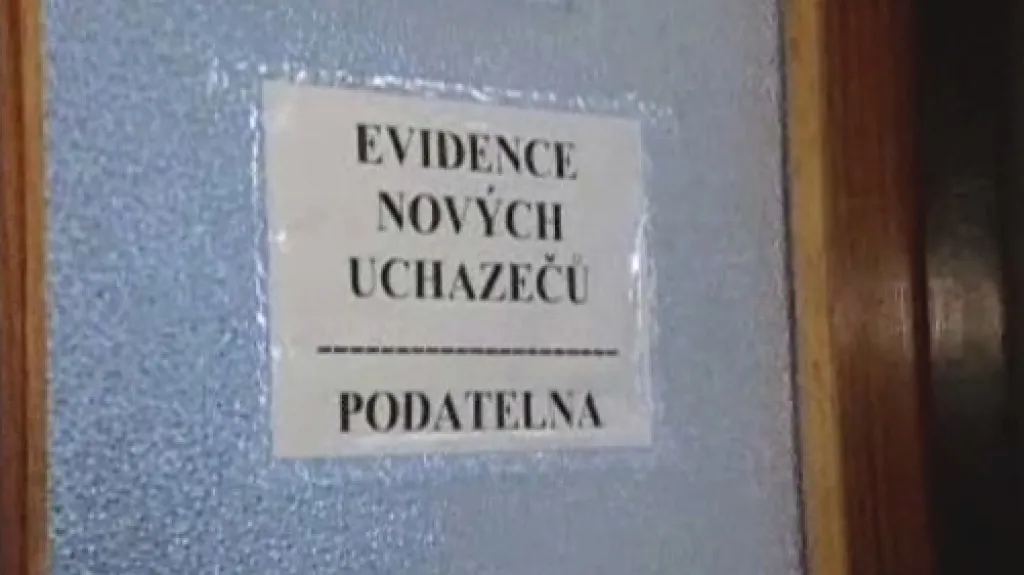 EVIDENCE
NOVÝCH
UCHAZEČŮ
---------------------
PODATELNA